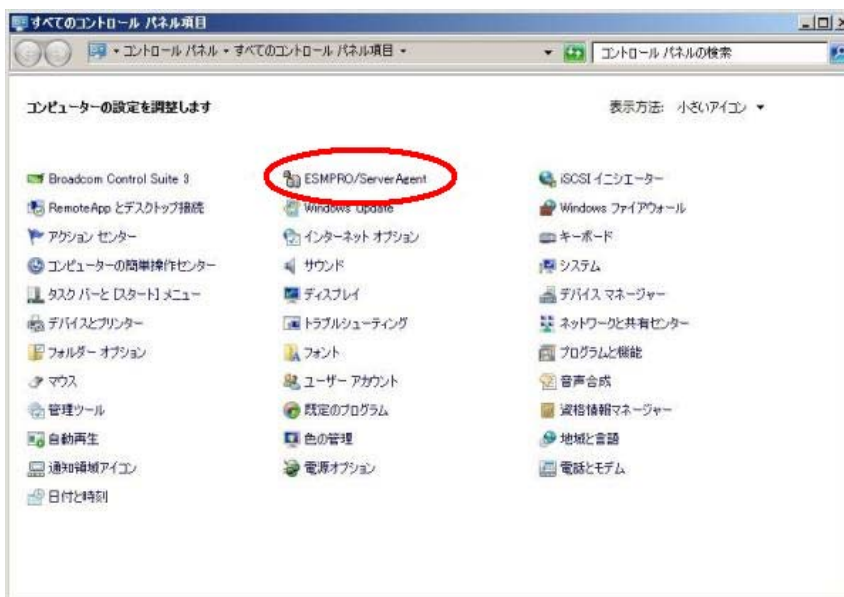 すべてのコントロール パネル項目
コントロール パネル ▸ すべてのコントロール パネル項目
コントロール パネルの検索
コンピューターの設定を調整します
表示方法: 小さいアイコン
Broadcom Control Suite 3
ESMPRO/ServerAgent
iSCSI イニシエーター
RemoteApp とデスクトップ接続
Windows Update
Windows ファイアウォール
アクション センター
インターネット オプション
キーボード
コンピューターの簡単操作センター
サウンド
システム
タスク バーと [スタート] メニュー
ディスプレイ
デバイス マネージャー
デバイスとプリンター
トラブルシューティング
ネットワークと共有センター
フォルダー オプション
フォント
プログラムと機能
マウス
ユーザー アカウント
音声合成
管理ツール
既定のプログラム
資格情報マネージャー
自動再生
色の管理
地域と言語
通知領域アイコン
電源オプション
電話とモデム
日付と時刻